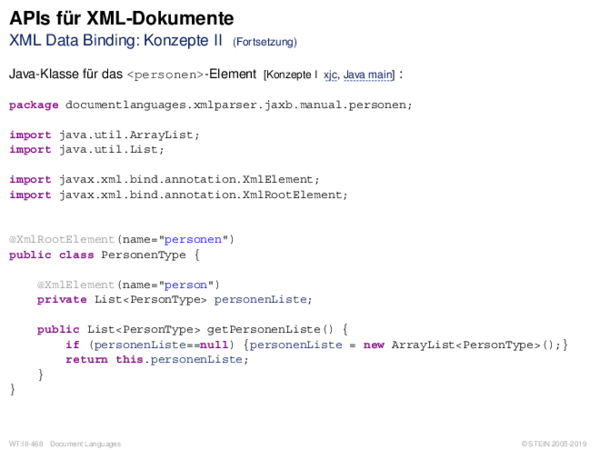 APIs für XML-Dokumente
XML Data Binding: Konzepte II (Fortsetzung)
Java-Klasse für das <personen>-Element [Konzepte I xjc, Java main] :
package documentlanguages.xmlparser.jaxb.manual.personen;
import java.util.ArrayList;
import java.util.List;
import javax.xml.bind.annotation.XmlElement;
import javax.xml.bind.annotation.XmlRootElement;
@XmlRootElement(name="personen")
public class PersonenType {
@XmlElement(name="person")
private List<PersonType> personenListe;
public List<PersonType> getPersonenListe() {
if (personenListe==null) {personenListe = new ArrayList<PersonType>();}
return this.personenListe;
}
}
WT:III-468 Document Languages © STEIN 2005-2019